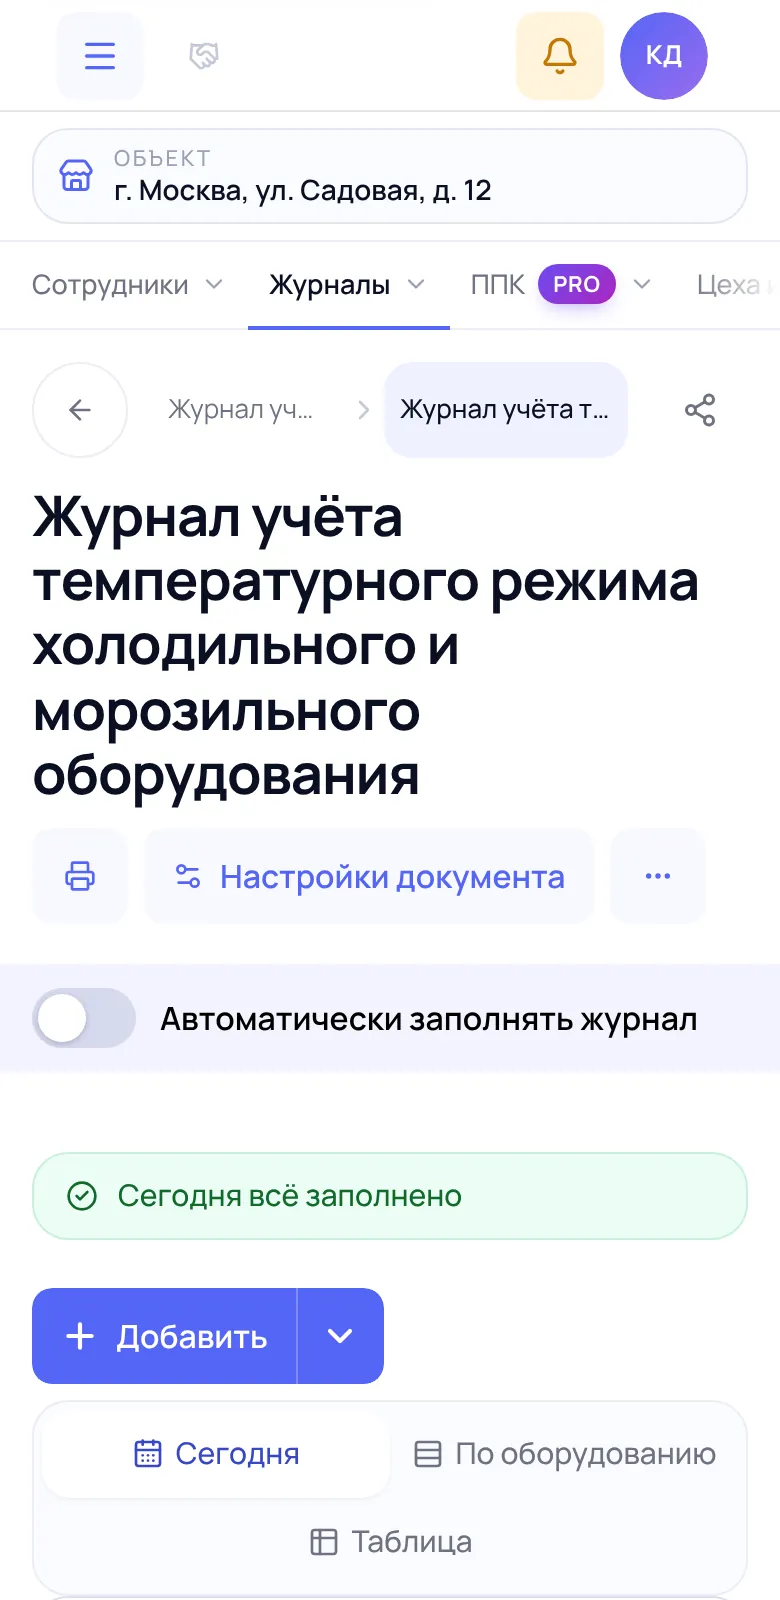 КД
ОБЪЕКТ
г. Москва, ул. Садовая, д. 12
Сотрудники Журналы ППК PRO Цеха
Журнал уч... Журнал учёта т...
Журнал учёта
температурного режима
холодильного и
морозильного
оборудования
Настройки документа
Автоматически заполнять журнал
Сегодня всё заполнено
Добавить
Сегодня По оборудованию
Таблица